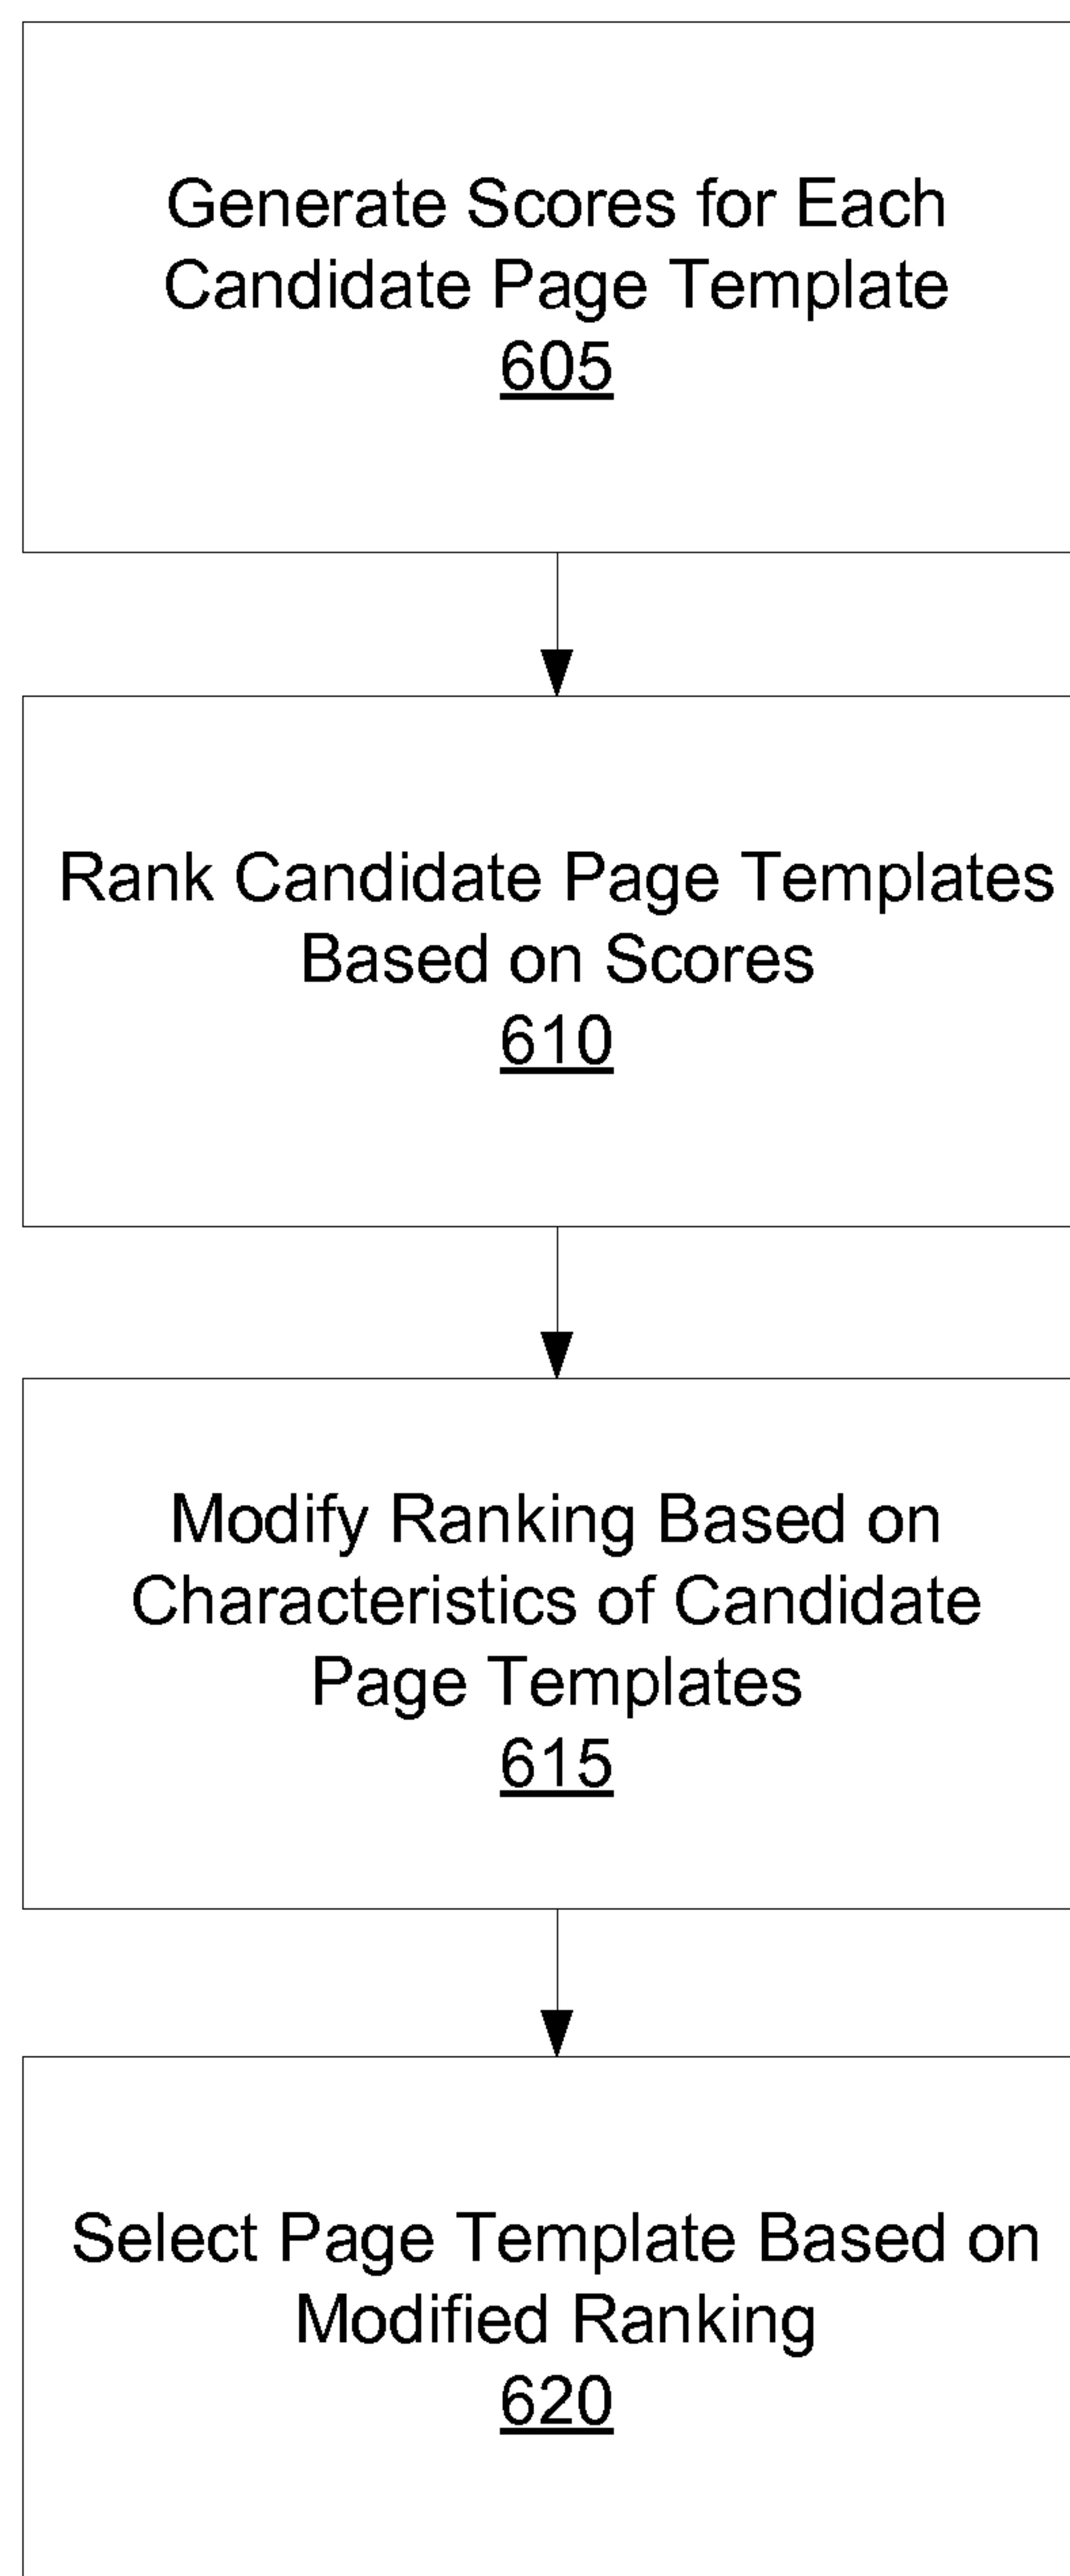 Generate Scores for Each
Candidate Page Template
605
Rank Candidate Page Templates
Based on Scores
610
Modify Ranking Based on
Characteristics of Candidate
Page Templates
615
Select Page Template Based on
Modified Ranking
620